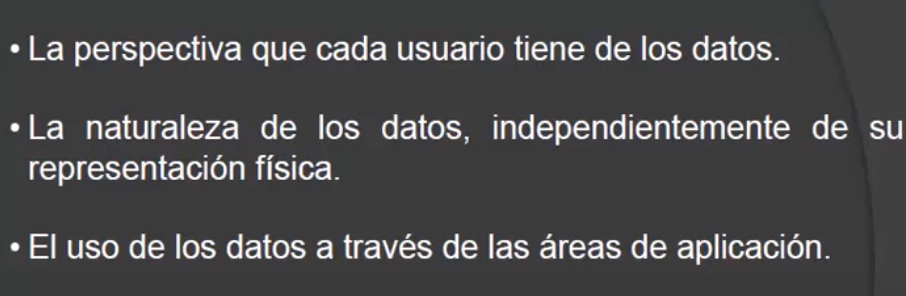 • La perspectiva que cada usuario tiene de los datos.
• La naturaleza de los datos, independientemente de su
representación física.
• El uso de los datos a través de las áreas de aplicación.